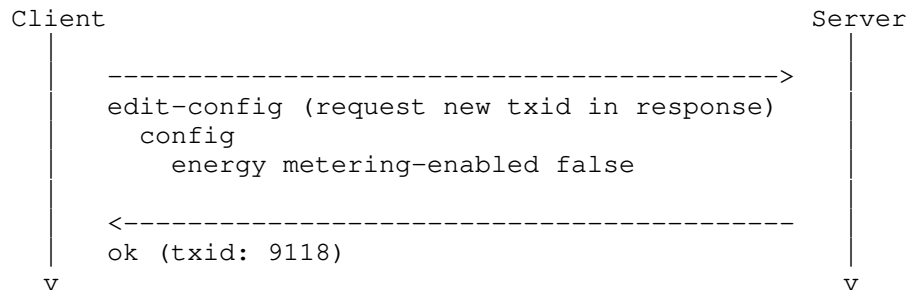 Client                                            Server
  |                                                 |
  |   ------------------------------------------>   |
  |   edit-config (request new txid in response)    |
  |     config                                      |
  |       energy metering-enabled false             |
  |                                                 |
  |   <------------------------------------------   |
  |   ok (txid: 9118)                               |
  v                                                 v